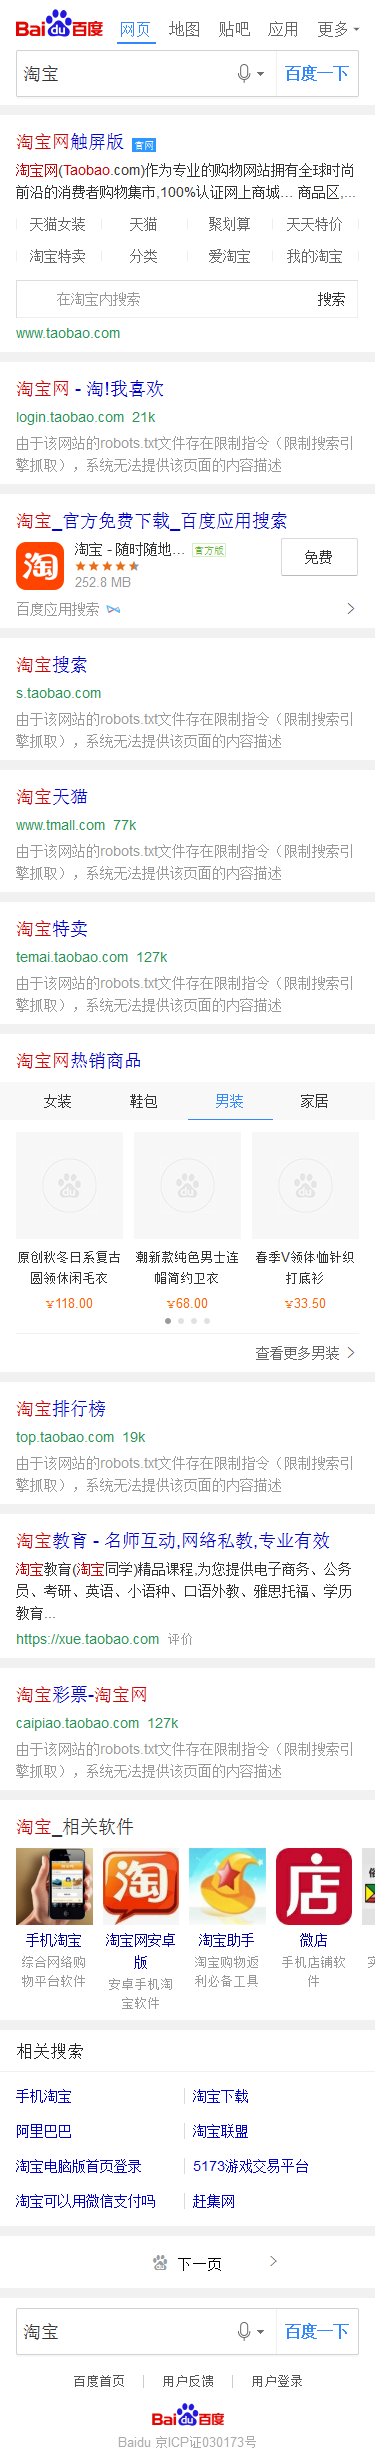 Bai du 百度 网页 地图 贴吧 应用 更多
淘宝 百度一下
淘宝网触屏版 官网
淘宝网(Taobao.com)作为专业的购物网站拥有全球时尚
前沿的消费者购物集市,100%认证网上商城... 商品区,...
天猫女装 天猫 聚划算 天天特价
淘宝特卖 分类 爱淘宝 我的淘宝
在淘宝内搜索 搜索
www.taobao.com
淘宝网 - 淘!我喜欢
login.taobao.com 21k
由于该网站的robots.txt文件存在限制指令（限制搜索引
擎抓取），系统无法提供该页面的内容描述
淘宝_官方免费下载_百度应用搜索
淘 淘宝 - 随时随地... 官方版 免费
252.8 MB
百度应用搜索
淘宝搜索
s.taobao.com
由于该网站的robots.txt文件存在限制指令（限制搜索引
擎抓取），系统无法提供该页面的内容描述
淘宝天猫
www.tmall.com 77k
由于该网站的robots.txt文件存在限制指令（限制搜索引
擎抓取），系统无法提供该页面的内容描述
淘宝特卖
temai.taobao.com 127k
由于该网站的robots.txt文件存在限制指令（限制搜索引
擎抓取），系统无法提供该页面的内容描述
淘宝网热销商品
女装 鞋包 男装 家居
du du du
原创秋冬日系复古 潮新款纯色男士连 春季V领体恤针织
圆领休闲毛衣 帽简约卫衣 打底衫
¥118.00 ¥68.00 ¥33.50
查看更多男装
淘宝排行榜
top.taobao.com 19k
由于该网站的robots.txt文件存在限制指令（限制搜索引
擎抓取），系统无法提供该页面的内容描述
淘宝教育 - 名师互动,网络私教,专业有效
淘宝教育(淘宝同学)精品课程,为您提供电子商务、公务
员、考研、英语、小语种、口语外教、雅思托福、学历
教育...
https://xue.taobao.com 评价
淘宝彩票-淘宝网
caipiao.taobao.com 127k
由于该网站的robots.txt文件存在限制指令（限制搜索引
擎抓取），系统无法提供该页面的内容描述
淘宝_相关软件
淘 店
手机淘宝 淘宝网安卓 淘宝助手 微店
版
综合网络购 淘宝购物返 手机店铺软
物平台软件 利必备工具 件
安卓手机淘
宝软件
相关搜索
手机淘宝 淘宝下载
阿里巴巴 淘宝联盟
淘宝电脑版首页登录 5173游戏交易平台
淘宝可以用微信支付吗 赶集网
下一页
淘宝 百度一下
百度首页 用户反馈 用户登录
Bai du 百度
Baidu 京ICP证030173号